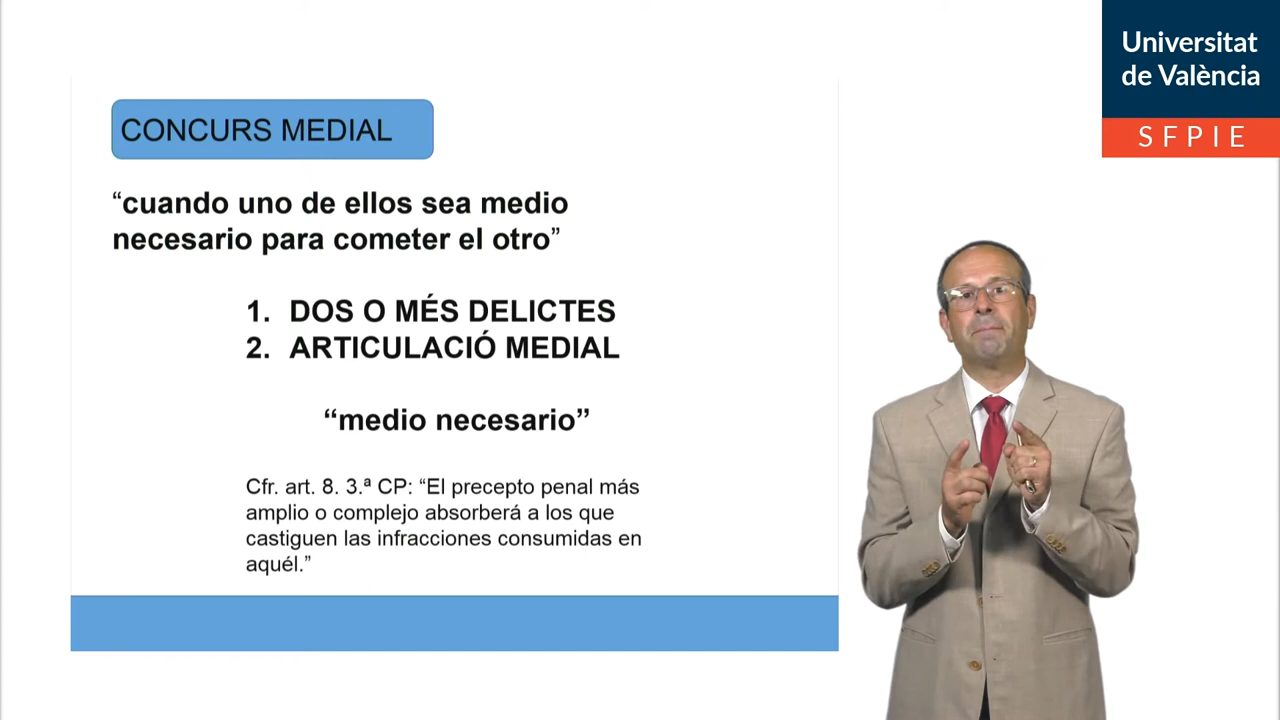 Universitat
de València
SFPIE
CONCURS MEDIAL
“cuando uno de ellos sea medio
necesario para cometer el otro”
1. DOS O MÉS DELICTES
2. ARTICULACIÓ MEDIAL
“medio necesario”
Cfr. art. 8. 3.ª CP: “El precepto penal más
amplio o complejo absorberá a los que
castiguen las infracciones consumidas en
aquél.”